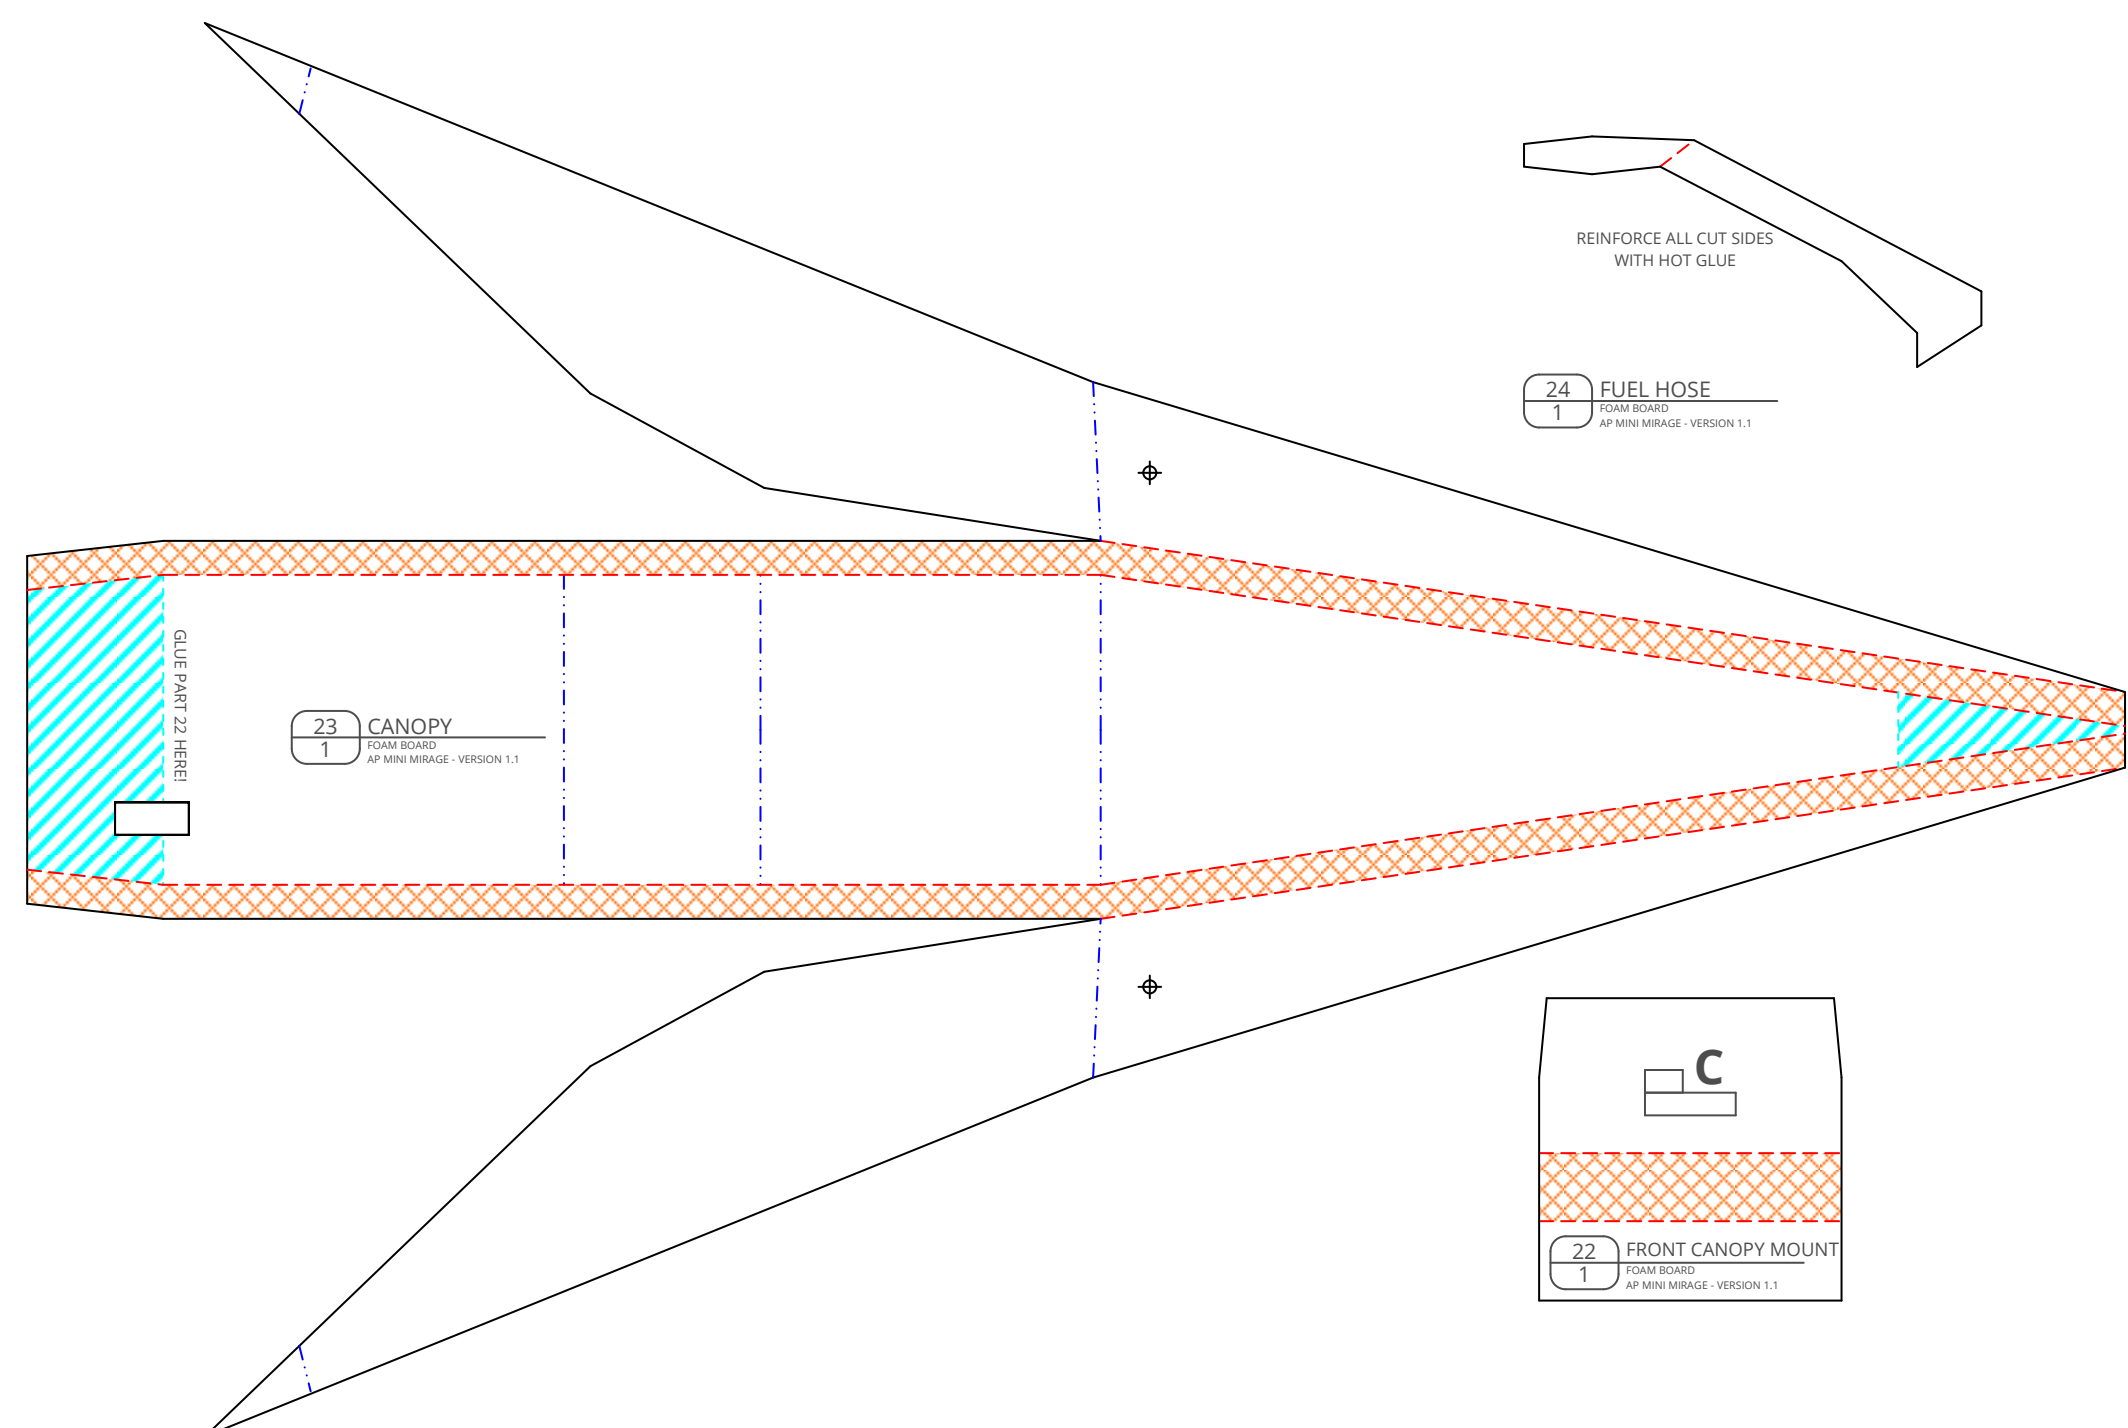 REINFORCE ALL CUT SIDES
WITH HOT GLUE
24
1
FUEL HOSE
FOAM BOARD
AP MINI MIRAGE - VERSION 1.1
GLUE PART 22 HERE!
23
1
CANOPY
FOAM BOARD
AP MINI MIRAGE - VERSION 1.1
C
22
1
FRONT CANOPY MOUNT
FOAM BOARD
AP MINI MIRAGE - VERSION 1.1